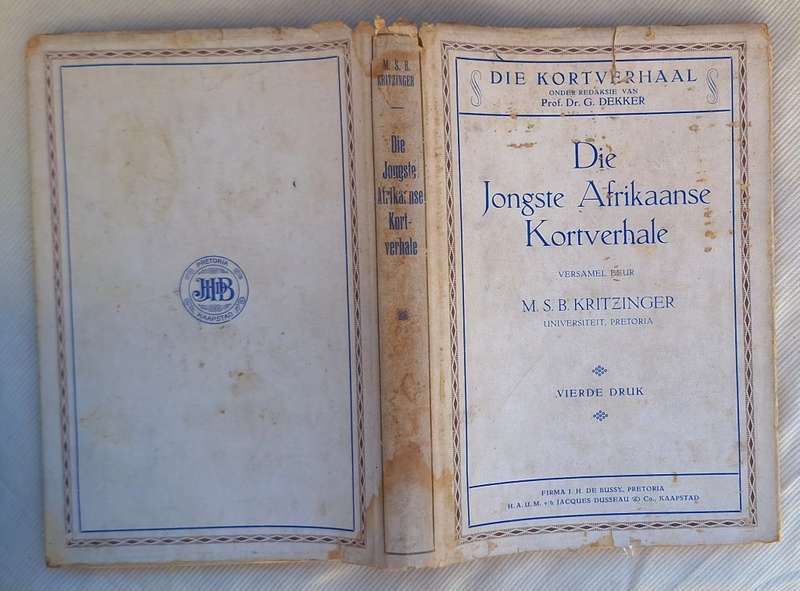 DIE KORTVERHAAL
ONDER REDAKSIE VAN
Prof. Dr. G. DEKKER
Die
Jongste Afrikaanse
Kortverhale
VERSAMEL DEUR
M. S. B. KRITZINGER
UNIVERSITEIT, PRETORIA
VIERDE DRUK
FIRMA J. H. DE BUSSY, PRETORIA
H.A.U.M. v/h JACQUES DUSSEAU & Co., KAAPSTAD
M. S. B.
KRITZINGER
Die
Jongste
Afrikaanse
Kort-
verhale
PRETORIA
JHDB
KAAPSTAD